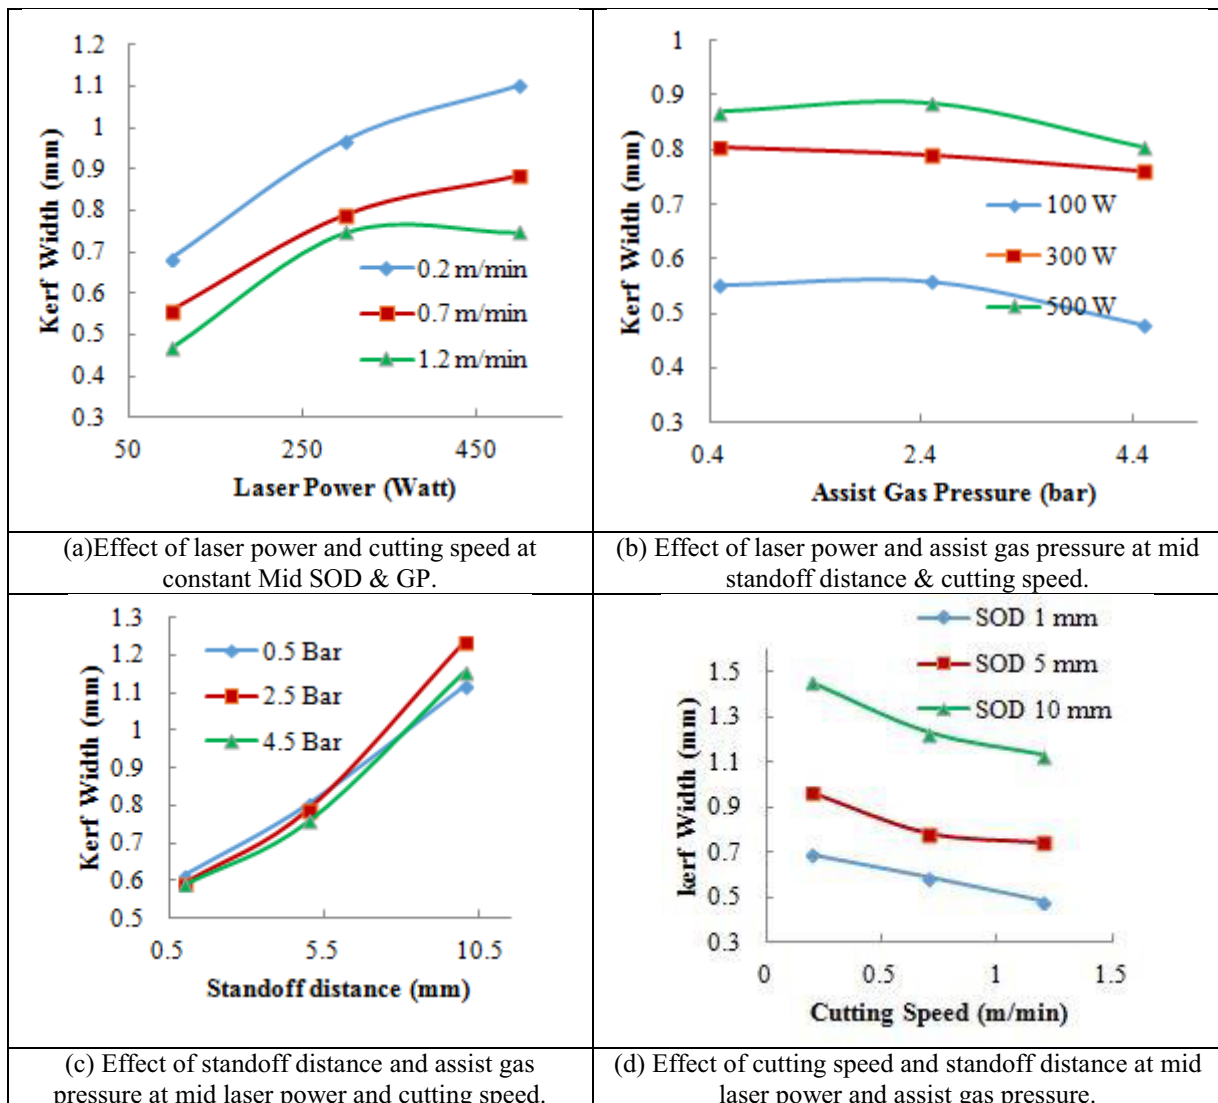 1.2
1.1
1
0.9
0.8
0.7
0.6
0.5
0.4
0.3
Kerf Width (mm)
0.2 m/min
0.7 m/min
1.2 m/min
50 250 450
Laser Power (Watt)
1
0.9
0.8
0.7
0.6
0.5
0.4
0.3
Kerf Width (mm)
100 W
300 W
500 W
0.4 2.4 4.4
Assist Gas Pressure (bar)
(a)Effect of laser power and cutting speed at
constant Mid SOD & GP.
(b) Effect of laser power and assist gas pressure at mid
standoff distance & cutting speed.
1.3
1.2
1.1
1
0.9
0.8
0.7
0.6
0.5
Kerf Width (mm)
0.5 Bar
2.5 Bar
4.5 Bar
0.5 5.5 10.5
Standoff distance (mm)
SOD 1 mm
SOD 5 mm
SOD 10 mm
1.5
1.3
1.1
0.9
0.7
0.5
0.3
kerf Width (mm)
0 0.5 1 1.5
Cutting Speed (m/min)
(c) Effect of standoff distance and assist gas
pressure at mid laser power and cutting speed.
(d) Effect of cutting speed and standoff distance at mid
laser power and assist gas pressure.